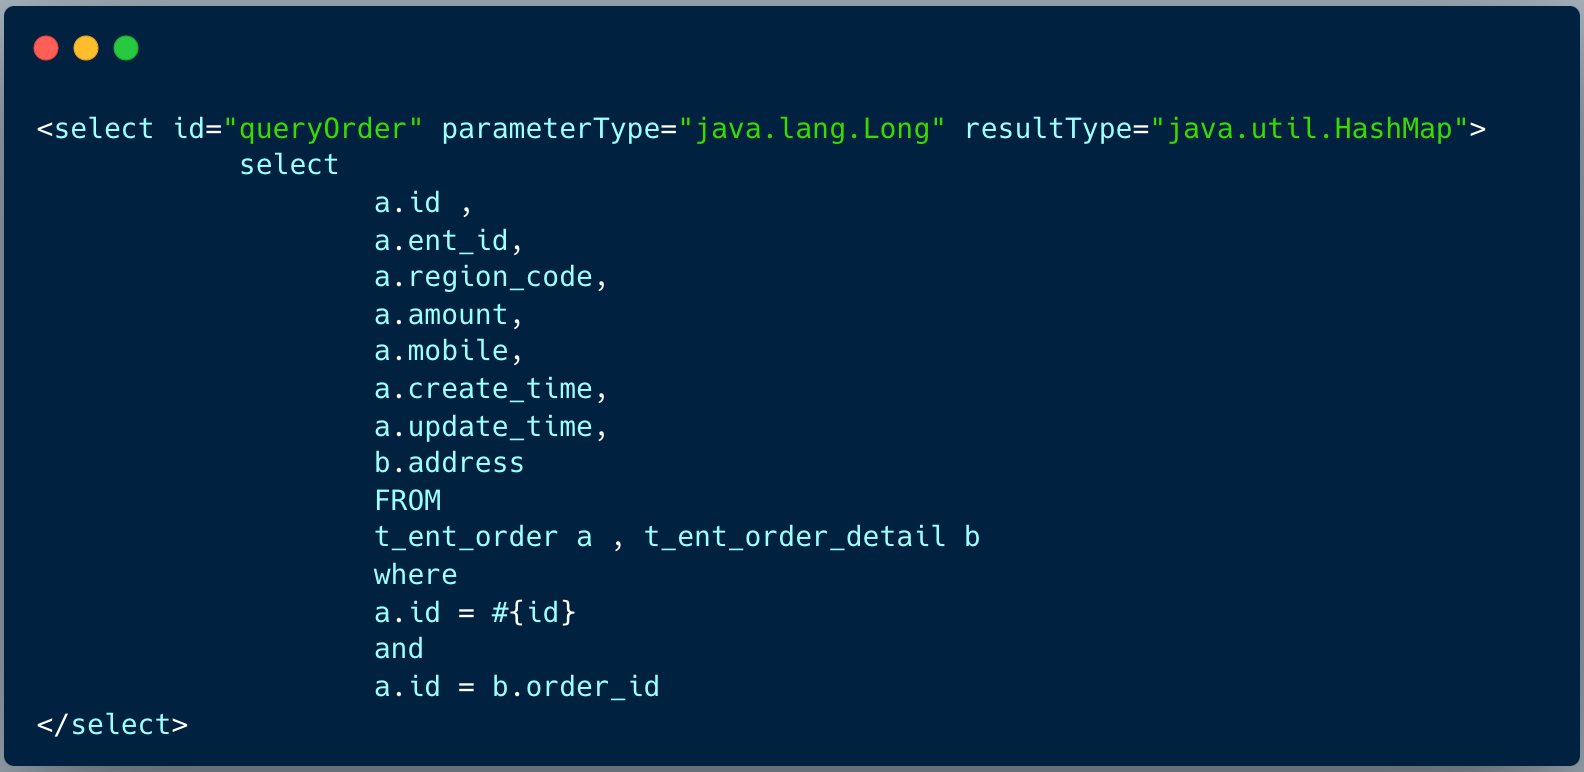 <select id="queryOrder" parameterType="java.lang.Long" resultType="java.util.HashMap">
select
a.id ,
a.ent_id,
a.region_code,
a.amount,
a.mobile,
a.create_time,
a.update_time,
b.address
FROM
t_ent_order a , t_ent_order_detail b
where
a.id = #{id}
and
a.id = b.order_id
</select>